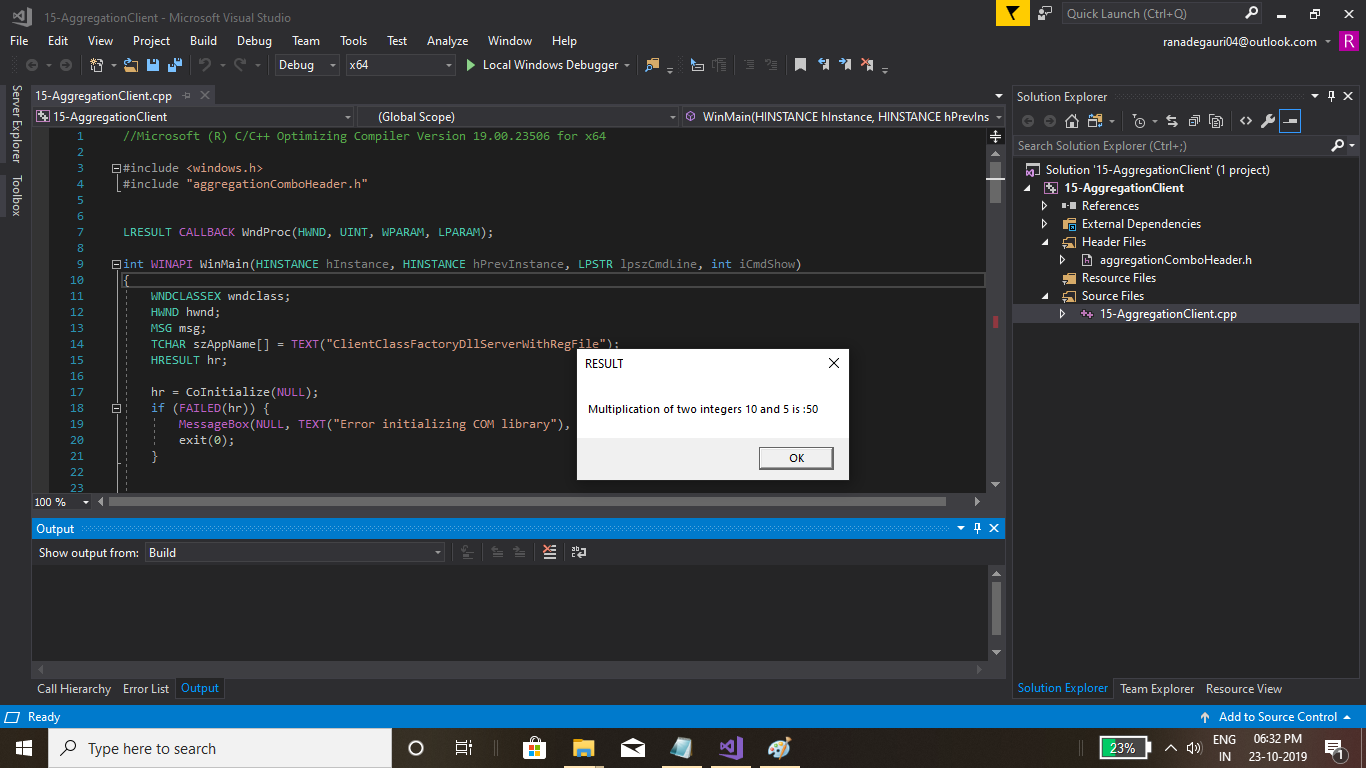 15-AggregationClient - Microsoft Visual Studio
Quick Launch (Ctrl+Q)
File Edit View Project Build Debug Team Tools Test Analyze Window Help
ranadegauri04@outlook.com R
Debug x64 Local Windows Debugger
Server Explorer
Toolbox
15-AggregationClient.cpp
15-AggregationClient (Global Scope) WinMain(HINSTANCE hInstance, HINSTANCE hPrevIns
1 //Microsoft (R) C/C++ Optimizing Compiler Version 19.00.23506 for x64
2
3 #include <windows.h>
4 #include "aggregationComboHeader.h"
5
6
7 LRESULT CALLBACK WndProc(HWND, UINT, WPARAM, LPARAM);
8
9 int WINAPI WinMain(HINSTANCE hInstance, HINSTANCE hPrevInstance, LPSTR lpszCmdLine, int iCmdShow)
10 {
11 WNDCLASSEX wndclass;
12 HWND hwnd;
13 MSG msg;
14 TCHAR szAppName[] = TEXT("ClientClassFactoryDllServerWithRegFile");
15 HRESULT hr;
16
17 hr = CoInitialize(NULL);
18 if (FAILED(hr)) {
19 MessageBox(NULL, TEXT("Error initializing COM library"),
20 exit(0);
21 }
22
23
100 %
RESULT
Multiplication of two integers 10 and 5 is :50
OK
Output
Show output from: Build
Call Hierarchy Error List Output
Solution Explorer
Search Solution Explorer (Ctrl+;)
Solution '15-AggregationClient' (1 project)
15-AggregationClient
References
External Dependencies
Header Files
aggregationComboHeader.h
Resource Files
Source Files
15-AggregationClient.cpp
Solution Explorer Team Explorer Resource View
Ready
Add to Source Control
Type here to search
23%
ENG
IN
06:32 PM
23-10-2019
1